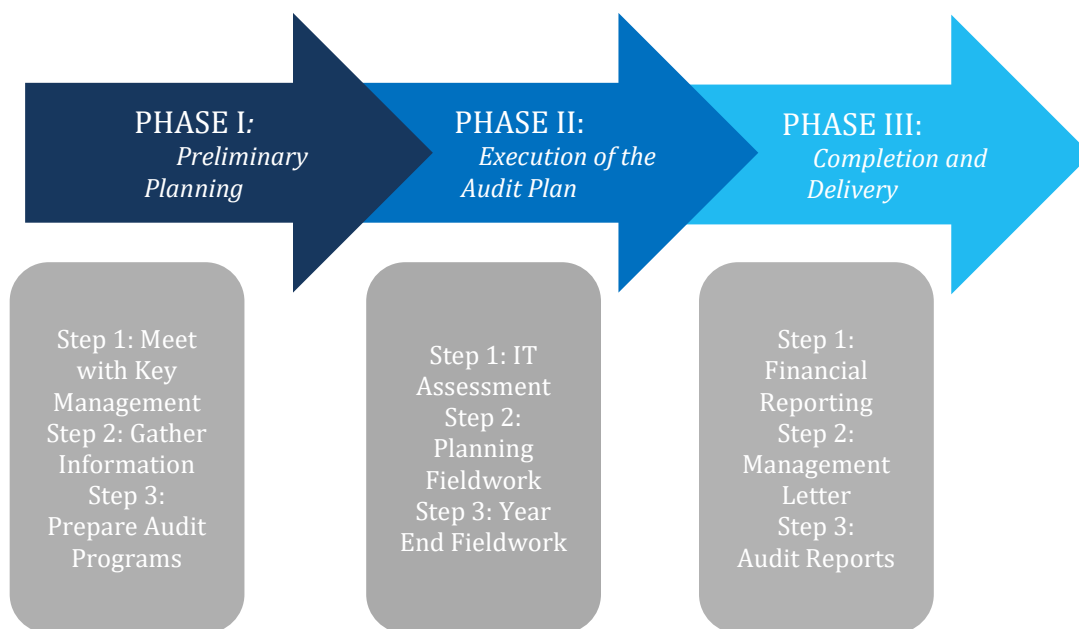 PHASE I:
Preliminary
Planning
PHASE II:
Execution of the
Audit Plan
PHASE III:
Completion and
Delivery
Step 1: Meet
with Key
Management
Step 2: Gather
Information
Step 3:
Prepare Audit
Programs
Step 1: IT
Assessment
Step 2:
Planning
Fieldwork
Step 3: Year
End Fieldwork
Step 1:
Financial
Reporting
Step 2:
Management
Letter
Step 3:
Audit Reports